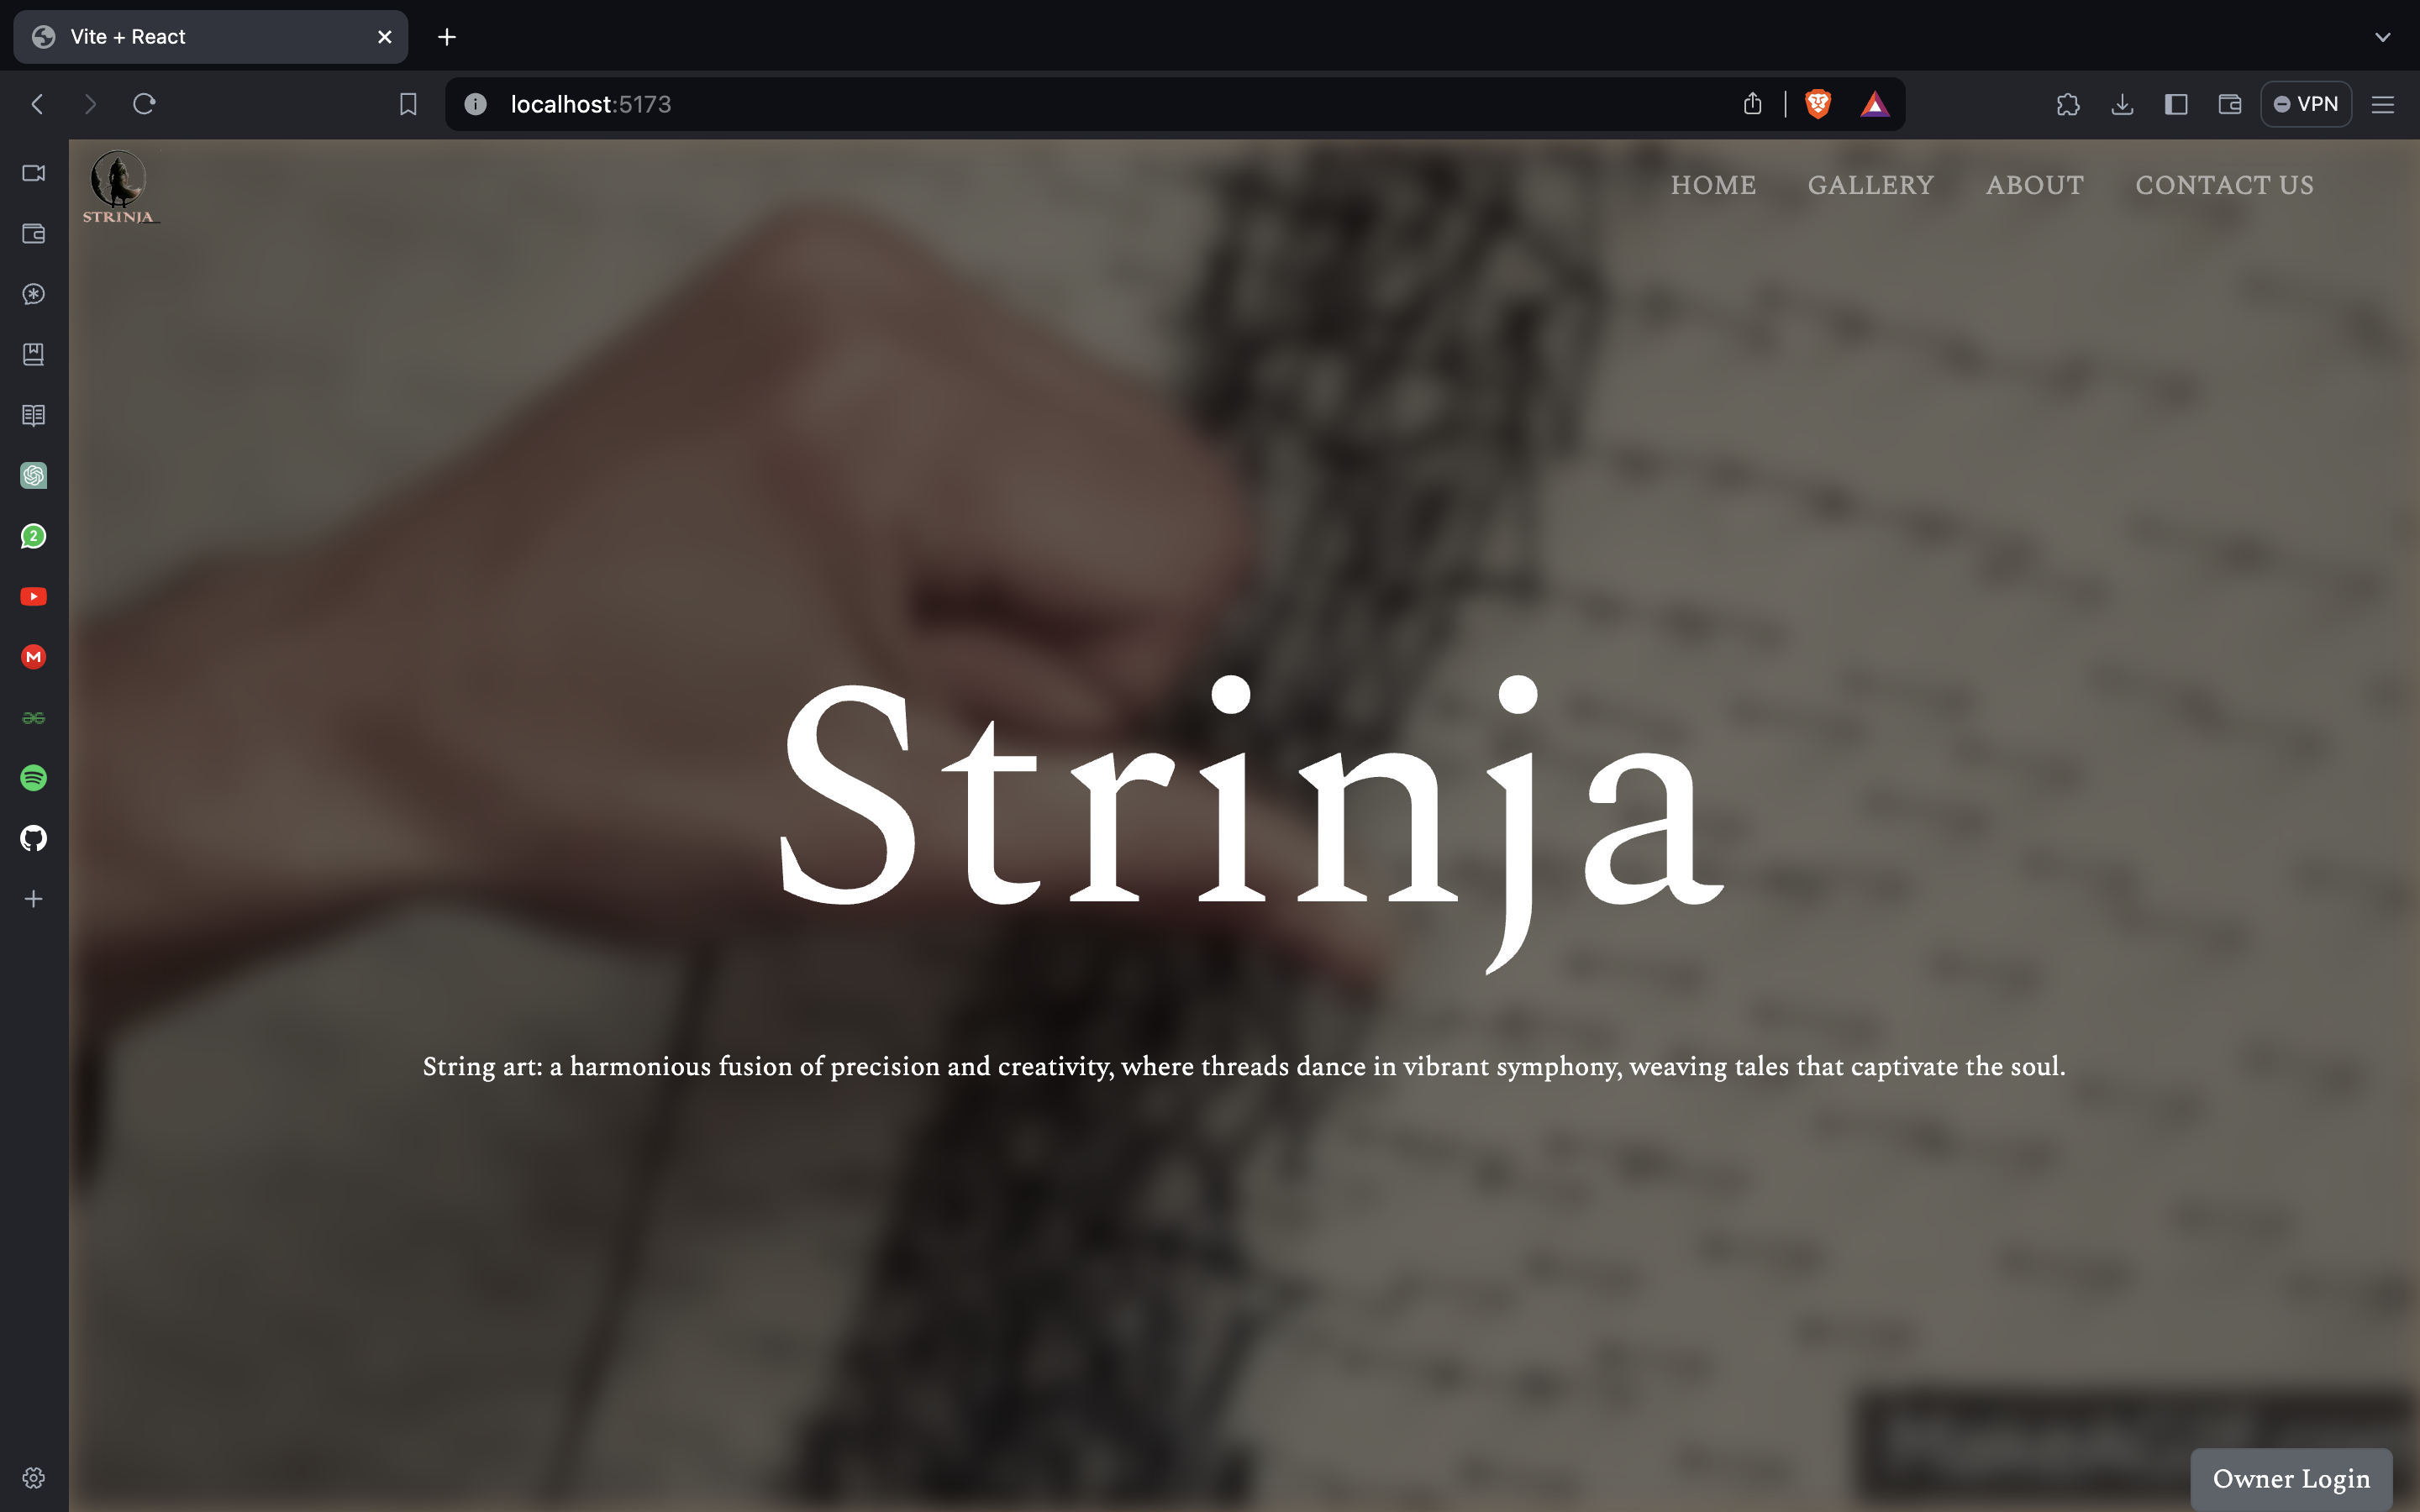 Vite + React
localhost:5173
VPN
STRINJA
HOME GALLERY ABOUT CONTACT US
2
Strinja
String art: a harmonious fusion of precision and creativity, where threads dance in vibrant symphony, weaving tales that captivate the soul.
Owner Login